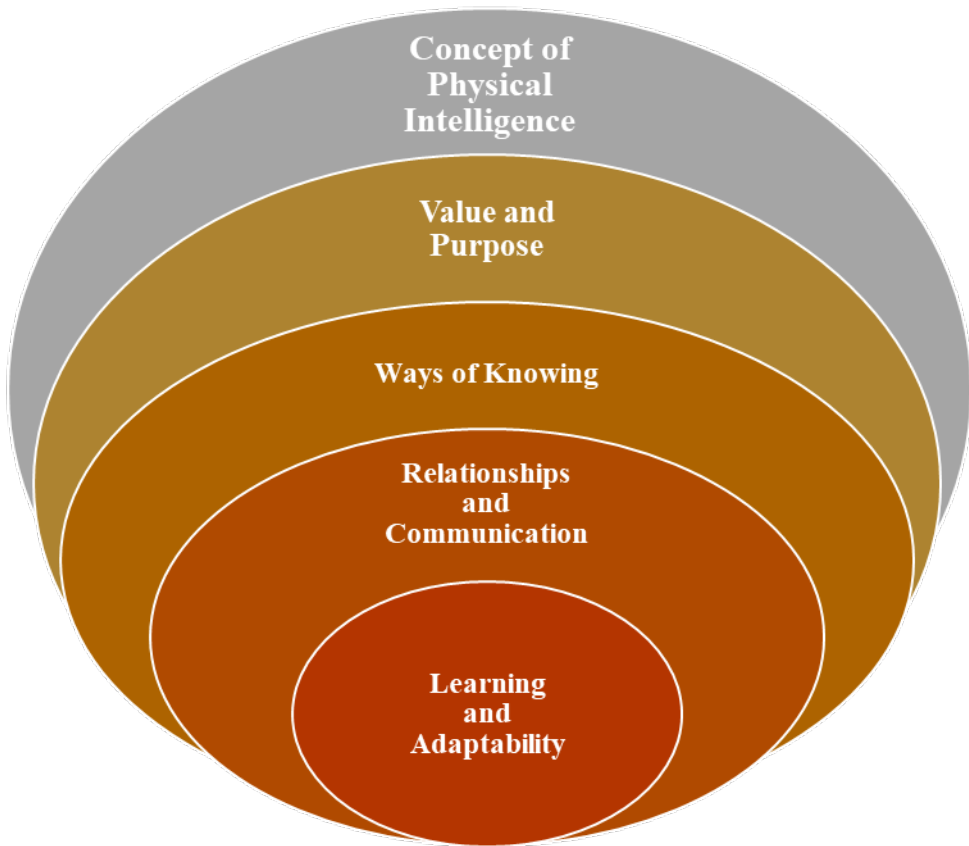 Concept of
Physical
Intelligence
Value and
Purpose
Ways of Knowing
Relationships
and
Communication
Learning
and
Adaptability